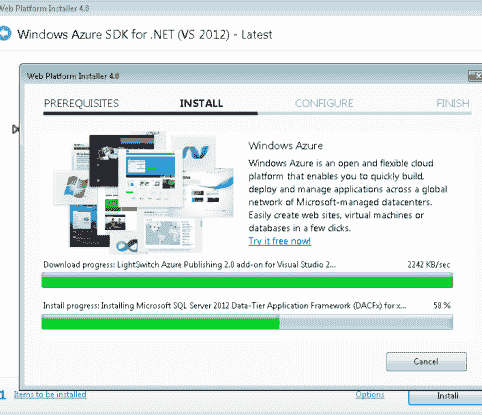 Web Platform Installer 4.0
Windows Azure SDK for .NET (VS 2012) - Latest
Web Platform Installer 4.0
PREREQUISITES INSTALL CONFIGURE FINISH
Windows Azure
Windows Azure is an open and flexible cloud
platform that enables you to quickly build,
deploy and manage applications across a global
network of Microsoft-managed datacenters.
Easily create web sites, virtual machines or
databases in a few clicks.
Try it free now!
Download progress: LightSwitch Azure Publishing 2.0 add-on for Visual Studio 2... 2242 KB/sec
Install progress: Installing Microsoft SQL Server 2012 Data-Tier Application Framework (DACFx) for x... 58 %
Cancel
1 Items to be installed Options Install